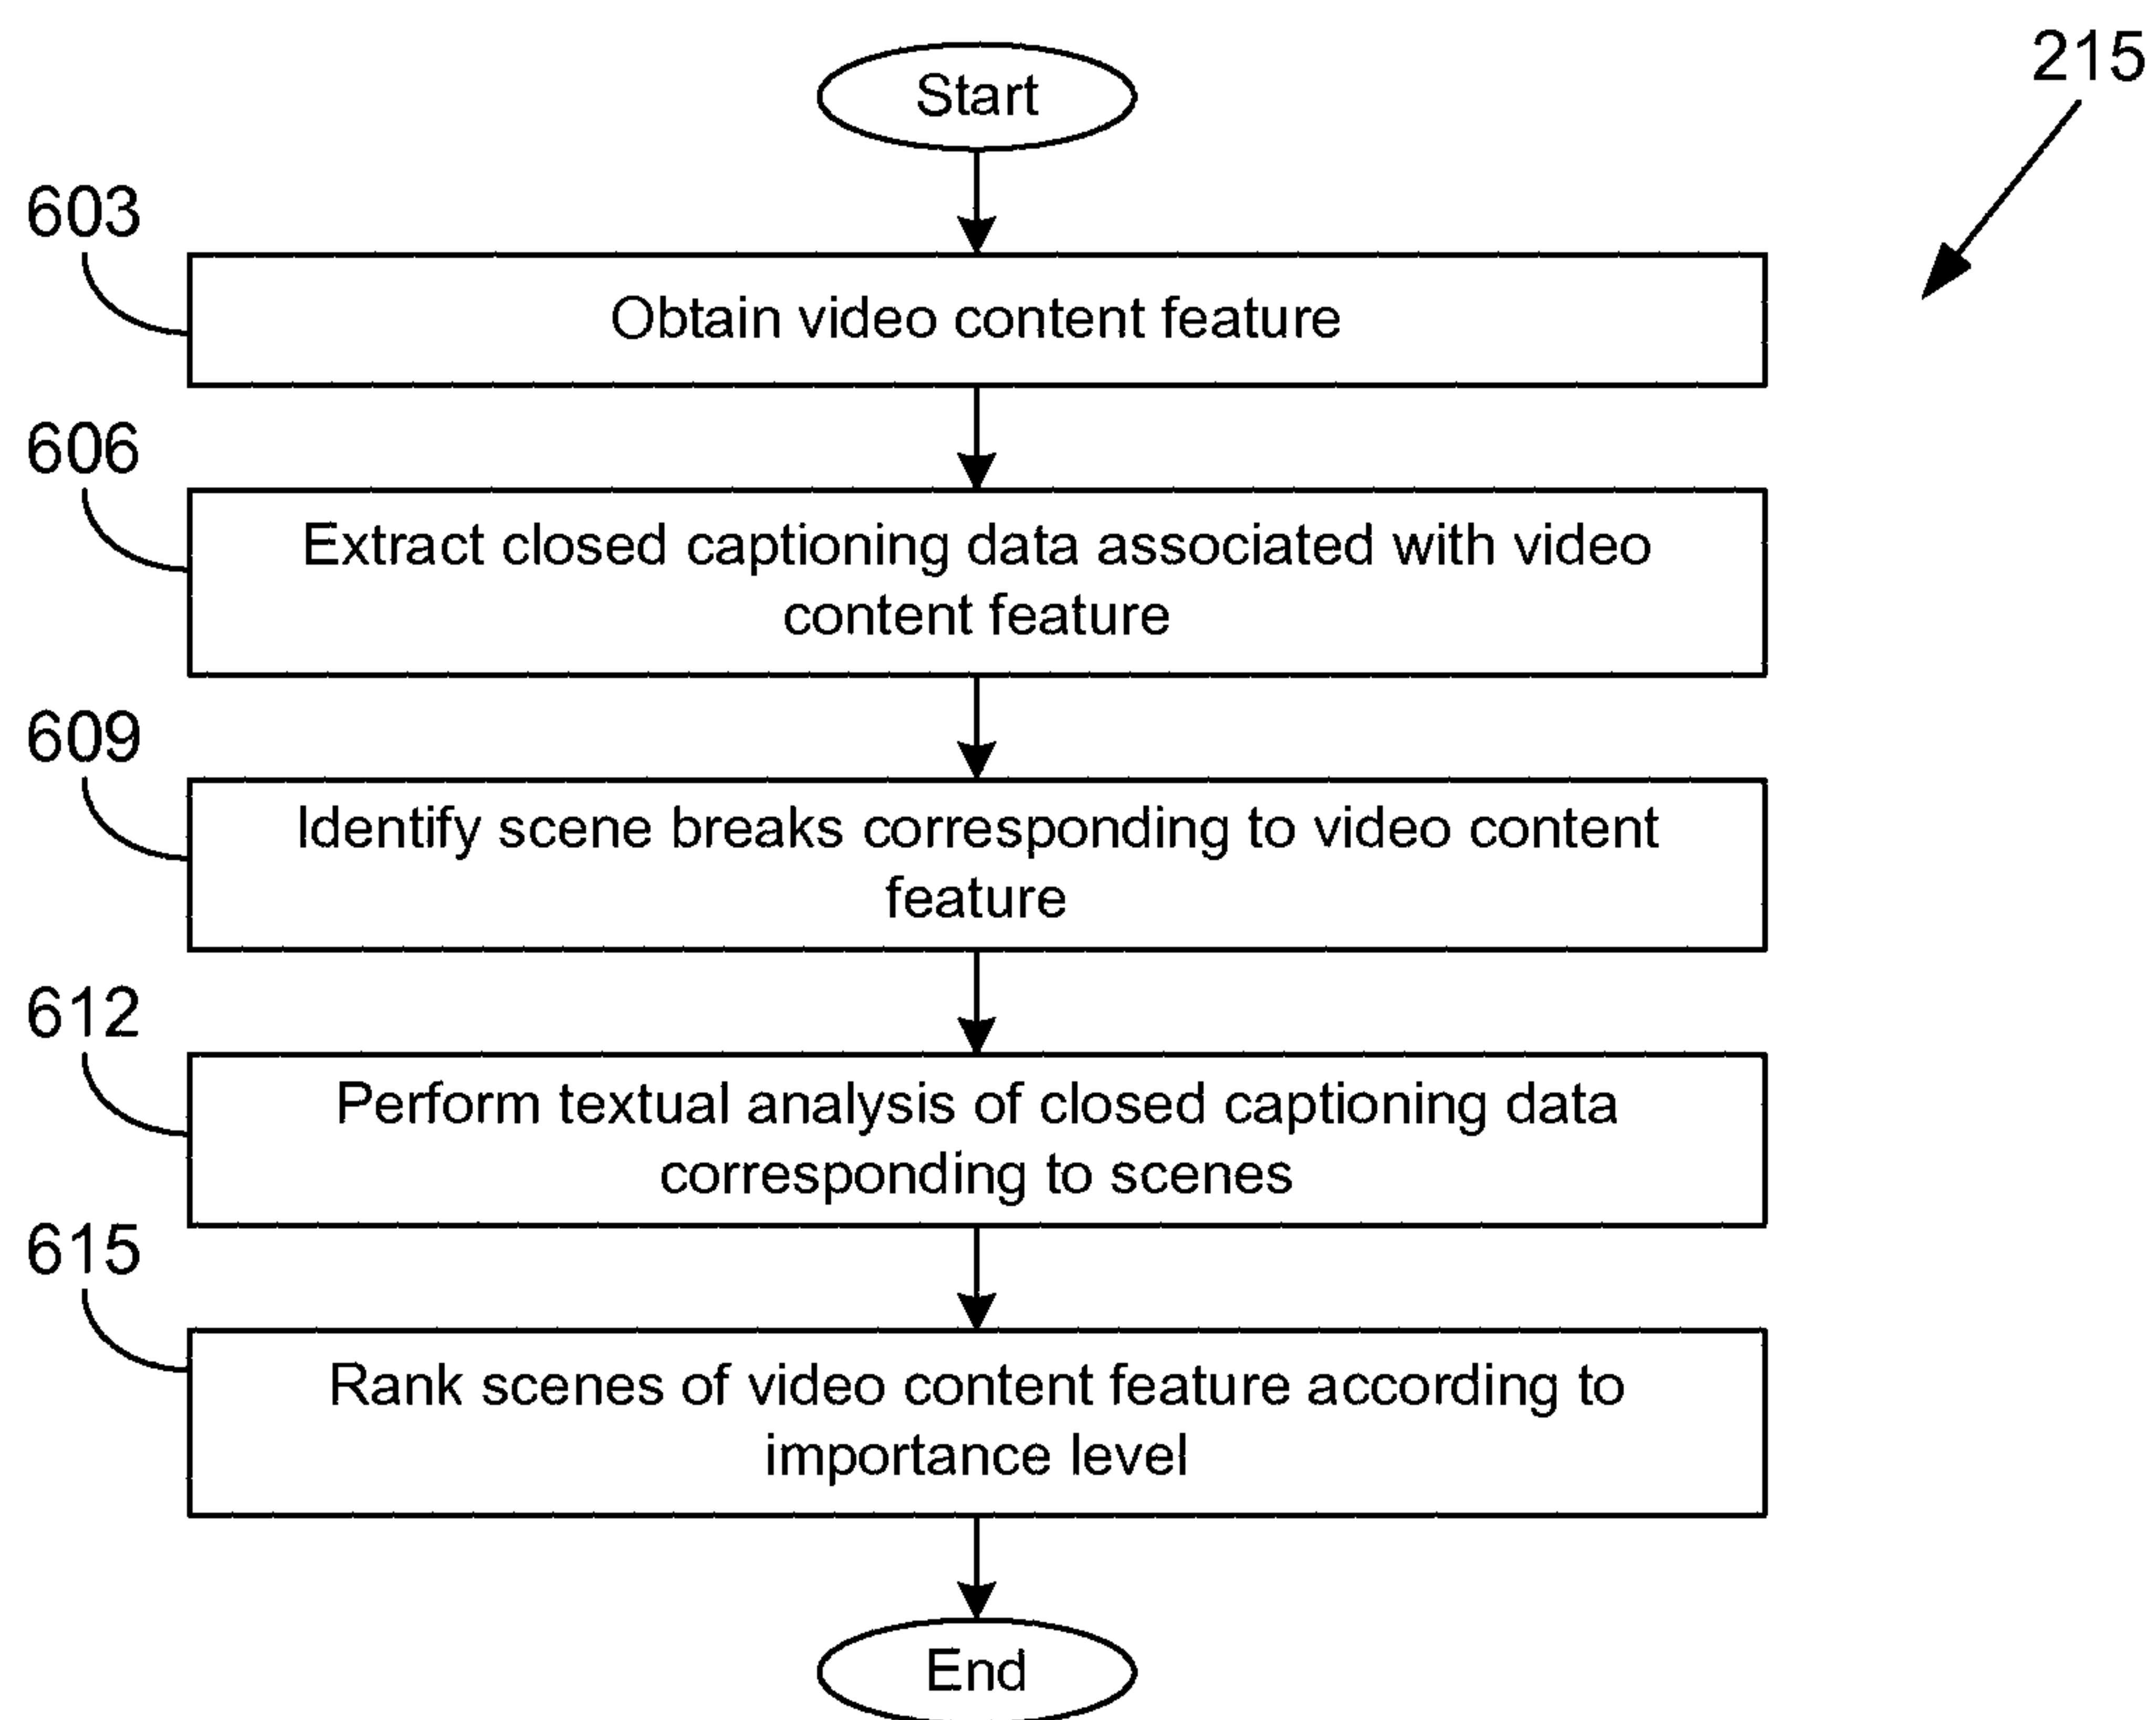 215
Start
603
Obtain video content feature
606
Extract closed captioning data associated with video
content feature
609
Identify scene breaks corresponding to video content
feature
612
Perform textual analysis of closed captioning data
corresponding to scenes
615
Rank scenes of video content feature according to
importance level
End